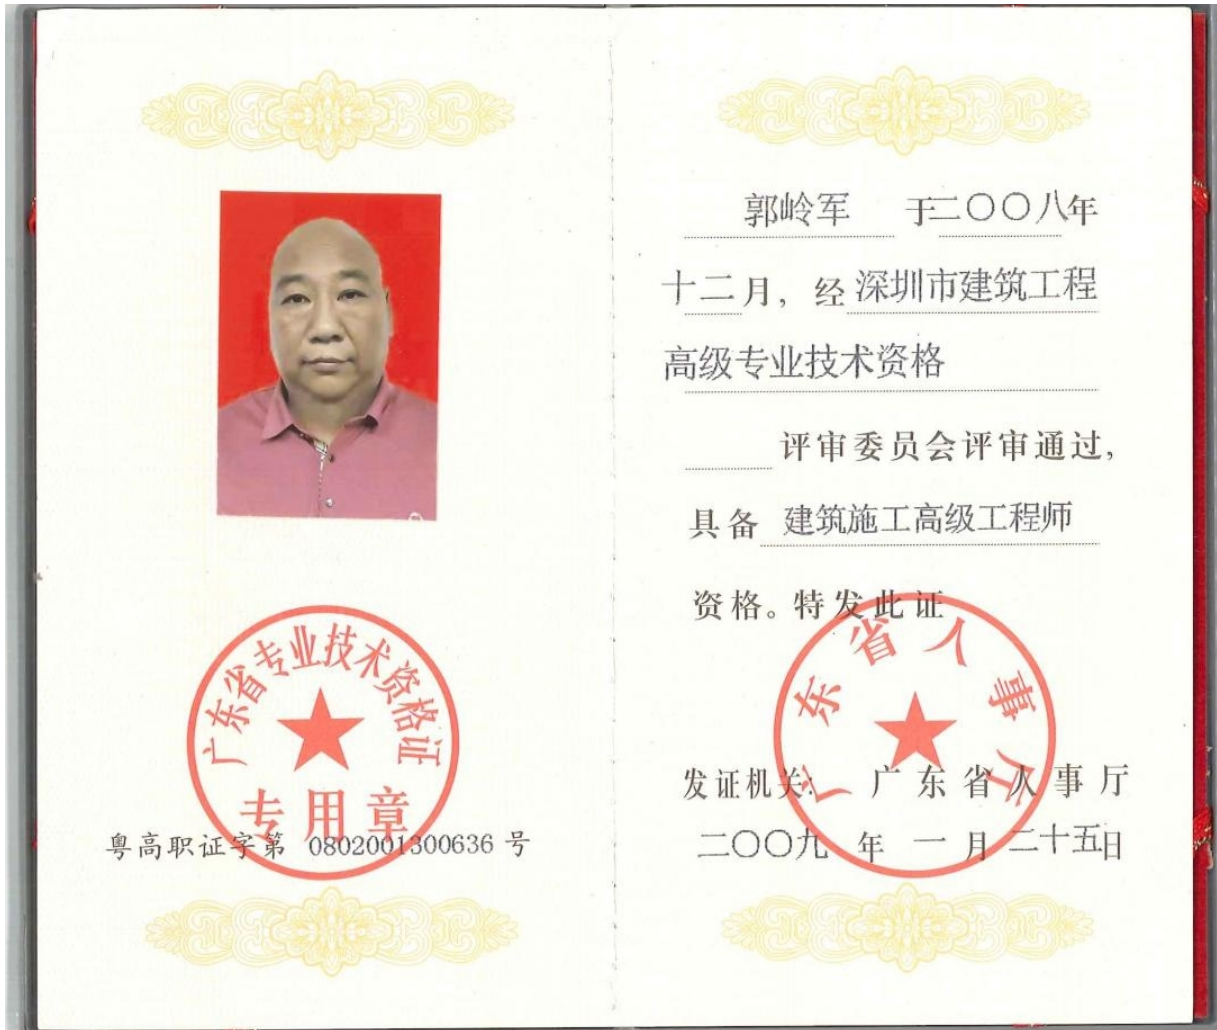 广东省专业技术资格证
专用章
粤高职证字第 0802001300636 号
郭岭军 于二〇〇八年
十二月，经深圳市建筑工程
高级专业技术资格
评审委员会评审通过，
具备 建筑施工高级工程师
资格。特发此证
广东省人事厅
发证机关： 广东省人事厅
二〇〇九 年 一 月 二十五日